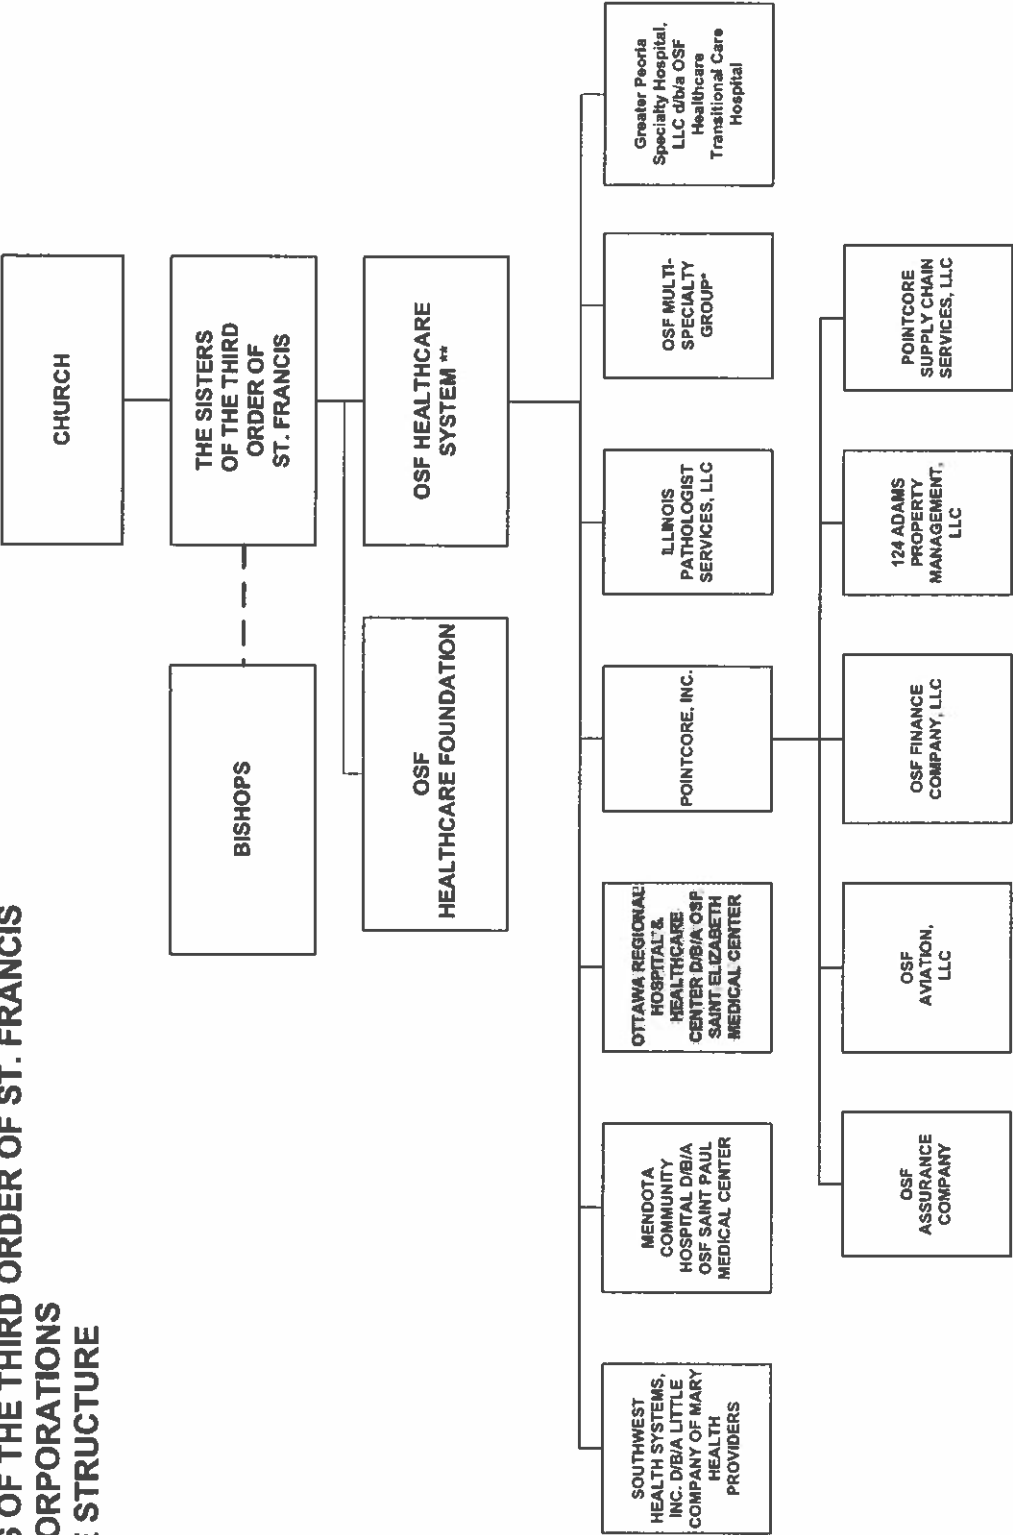 OF THE THIRD ORDER OF ST. FRANCIS
ORPORATIONS
STRUCTURE
CHURCH
BISHOPS
THE SISTERS
OF THE THIRD
ORDER OF
ST. FRANCIS
OSF
HEALTHCARE FOUNDATION
OSF HEALTHCARE
SYSTEM **
SOUTHWEST
HEALTH SYSTEMS,
INC. D/B/A LITTLE
COMPANY OF MARY
HEALTH
PROVIDERS
MENDOTA
COMMUNITY
HOSPITAL D/B/A
OSF SAINT PAUL
MEDICAL CENTER
OTTAWA REGIONAL
HOSPITAL &
HEALTHCARE
CENTER D/B/A OSF
SAINT ELIZABETH
MEDICAL CENTER
POINTCORE, INC.
ILLINOIS
PATHOLOGIST
SERVICES, LLC
OSF MULTI-
SPECIALTY
GROUP*
Greater Peoria
Specialty Hospital,
LLC d/b/a OSF
Healthcare
Transitional Care
Hospital
OSF
ASSURANCE
COMPANY
OSF
AVIATION,
LLC
OSF FINANCE
COMPANY, LLC
124 ADAMS
PROPERTY
MANAGEMENT,
LLC
POINTCORE
SUPPLY CHAIN
SERVICES, LLC